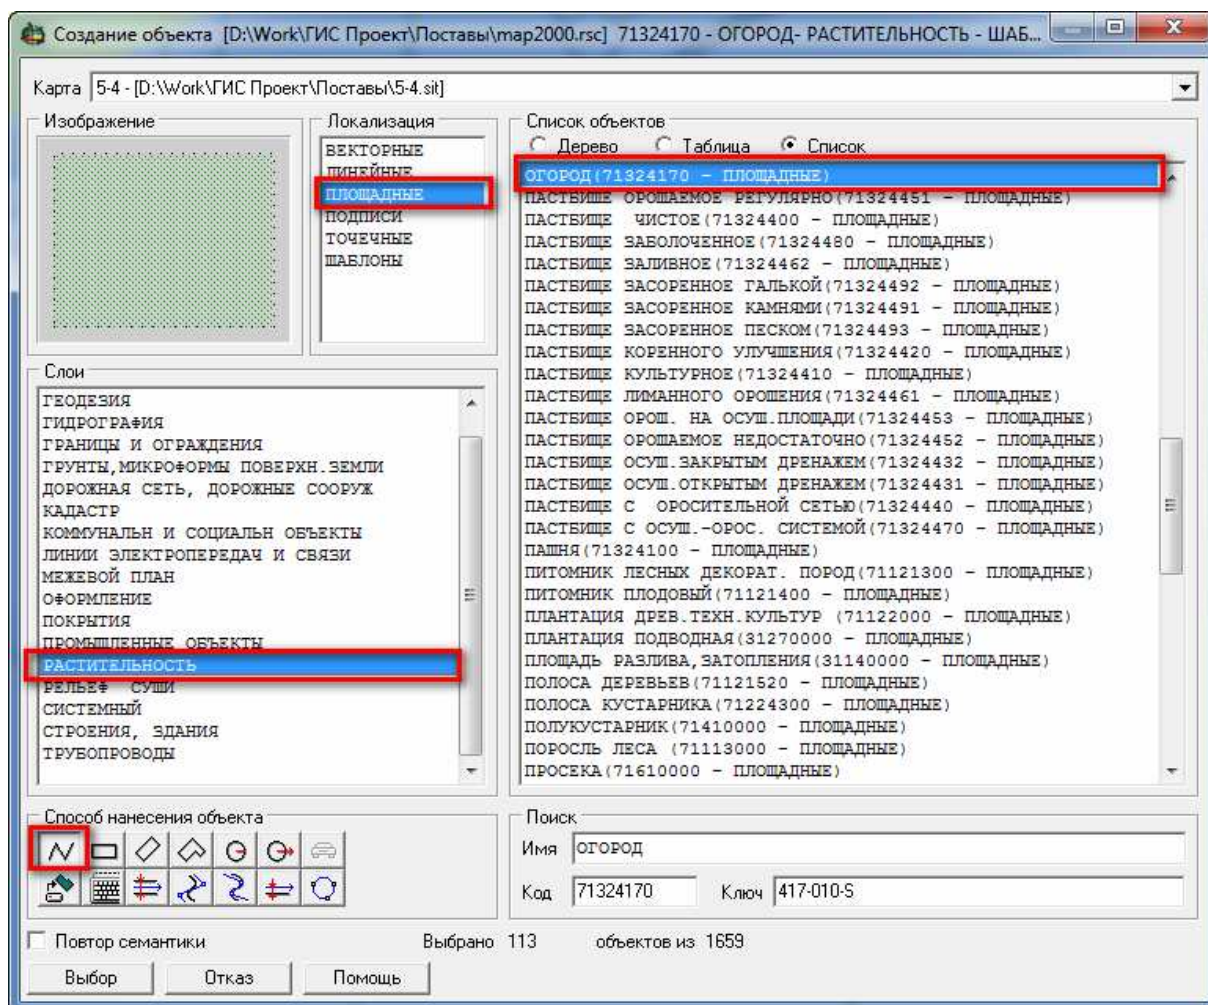 Создание объекта [D:\Work\ГИС Проект\Поставы\map2000.rsc] 71324170 - ОГОРОД- РАСТИТЕЛЬНОСТЬ - ШАБ...
Карта 5-4 - [D:\Work\ГИС Проект\Поставы\5-4.sit]
Изображение
Локализация
ВЕКТОРНЫЕ
ЛИНЕЙНЫЕ
ПЛОЩАДНЫЕ
ПОДПИСИ
ТОЧЕЧНЫЕ
ШАБЛОНЫ
Слои
ГЕОДЕЗИЯ
ГИДРОГРАФИЯ
ГРАНИЦЫ И ОГРАЖДЕНИЯ
ГРУНТЫ,МИКРОФОРМЫ ПОВЕРХН.ЗЕМЛИ
ДОРОЖНАЯ СЕТЬ, ДОРОЖНЫЕ СООРУЖ
КАДАСТР
КОММУНАЛЬН И СОЦИАЛЬН ОБЪЕКТЫ
ЛИНИИ ЭЛЕКТРОПЕРЕДАЧ И СВЯЗИ
МЕЖЕВОЙ ПЛАН
ОФОРМЛЕНИЕ
ПОКРЫТИЯ
ПРОМЫШЛЕННЫЕ ОБЪЕКТЫ
РАСТИТЕЛЬНОСТЬ
РЕЛЬЕФ СУШИ
СИСТЕМНЫЙ
СТРОЕНИЯ, ЗДАНИЯ
ТРУБОПРОВОДЫ
Список объектов
Дерево Таблица Список
ОГОРОД(71324170 - ПЛОЩАДНЫЕ)
ПАСТБИЩЕ ОРОШАЕМОЕ РЕГУЛЯРНО(71324451 - ПЛОЩАДНЫЕ)
ПАСТБИЩЕ ЧИСТОЕ(71324400 - ПЛОЩАДНЫЕ)
ПАСТБИЩЕ ЗАБОЛОЧЕННОЕ(71324480 - ПЛОЩАДНЫЕ)
ПАСТБИЩЕ ЗАЛИВНОЕ(71324462 - ПЛОЩАДНЫЕ)
ПАСТБИЩЕ ЗАСОРЕННОЕ ГАЛЬКОЙ(71324492 - ПЛОЩАДНЫЕ)
ПАСТБИЩЕ ЗАСОРЕННОЕ КАМНЯМИ(71324491 - ПЛОЩАДНЫЕ)
ПАСТБИЩЕ ЗАСОРЕННОЕ ПЕСКОМ(71324493 - ПЛОЩАДНЫЕ)
ПАСТБИЩЕ КОРЕННОГО УЛУЧШЕНИЯ(71324420 - ПЛОЩАДНЫЕ)
ПАСТБИЩЕ КУЛЬТУРНОЕ(71324410 - ПЛОЩАДНЫЕ)
ПАСТБИЩЕ ЛИМАННОГО ОРОШЕНИЯ(71324461 - ПЛОЩАДНЫЕ)
ПАСТБИЩЕ ОРОШ. НА ОСУШ.ПЛОЩАДИ(71324453 - ПЛОЩАДНЫЕ)
ПАСТБИЩЕ ОРОШАЕМОЕ НЕДОСТАТОЧНО(71324452 - ПЛОЩАДНЫЕ)
ПАСТБИЩЕ ОСУШ.ЗАКРЫТЫМ ДРЕНАЖЕМ(71324432 - ПЛОЩАДНЫЕ)
ПАСТБИЩЕ ОСУШ.ОТКРЫТЫМ ДРЕНАЖЕМ(71324431 - ПЛОЩАДНЫЕ)
ПАСТБИЩЕ С ОРОСИТЕЛЬНОЙ СЕТЬЮ(71324440 - ПЛОЩАДНЫЕ)
ПАСТБИЩЕ С ОСУШ.-ОРОС. СИСТЕМОЙ(71324470 - ПЛОЩАДНЫЕ)
ПАШНЯ(71324100 - ПЛОЩАДНЫЕ)
ПИТОМНИК ЛЕСНЫХ ДЕКОРАТ. ПОРОД(71121300 - ПЛОЩАДНЫЕ)
ПИТОМНИК ПЛОДОВЫЙ(71121400 - ПЛОЩАДНЫЕ)
ПЛАНТАЦИЯ ДРЕВ.ТЕХН.КУЛЬТУР (71122000 - ПЛОЩАДНЫЕ)
ПЛАНТАЦИЯ ПОДВОДНАЯ(31270000 - ПЛОЩАДНЫЕ)
ПЛОЩАДЬ РАЗЛИВА,ЗАТОПЛЕНИЯ(31140000 - ПЛОЩАДНЫЕ)
ПОЛОСА ДЕРЕВЬЕВ(71121520 - ПЛОЩАДНЫЕ)
ПОЛОСА КУСТАРНИКА(71224300 - ПЛОЩАДНЫЕ)
ПОЛУКУСТАРНИК(71410000 - ПЛОЩАДНЫЕ)
ПОРОСЛЬ ЛЕСА (71113000 - ПЛОЩАДНЫЕ)
ПРОСЕКА(71610000 - ПЛОЩАДНЫЕ)
Способ нанесения объекта
Поиск
Имя ОГОРОД
Код 71324170 Ключ 417-010-S
Повтор семантики Выбрано 113 объектов из 1659
Выбор Отказ Помощь